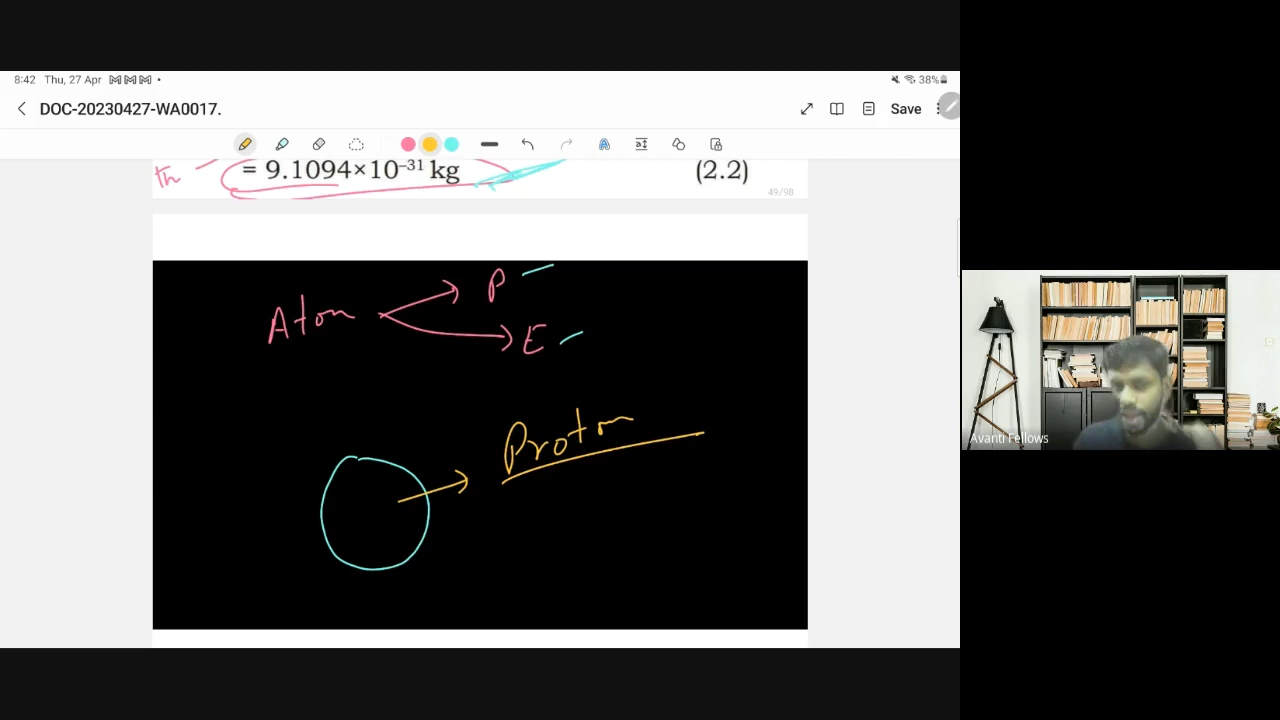 8:42 Thu, 27 Apr 38%
DOC-20230427-WA0017.
Save
= 9.1094×10⁻³¹ kg (2.2)
49/98
Atom P
E
Proton
Avanti Fellows